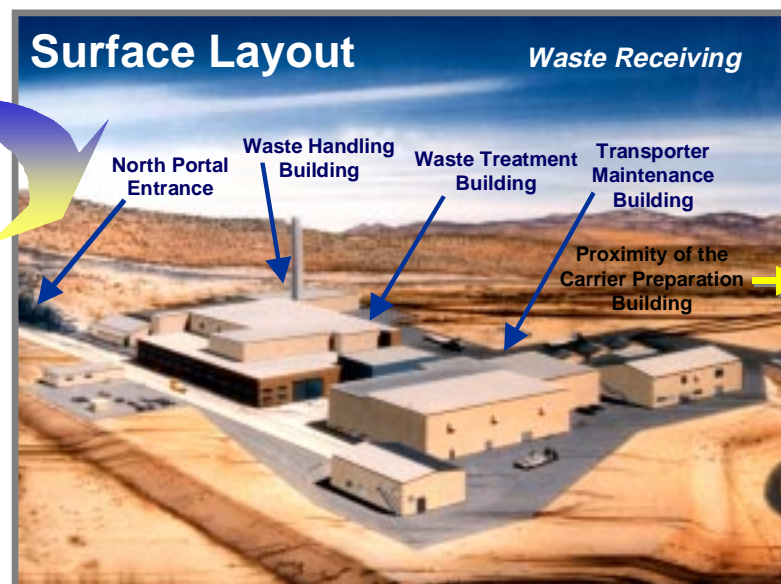 Surface Layout
Waste Receiving
North Portal
Entrance
Waste Handling
Building
Waste Treatment
Building
Transporter
Maintenance
Building
Proximity of the
Carrier Preparation
Building